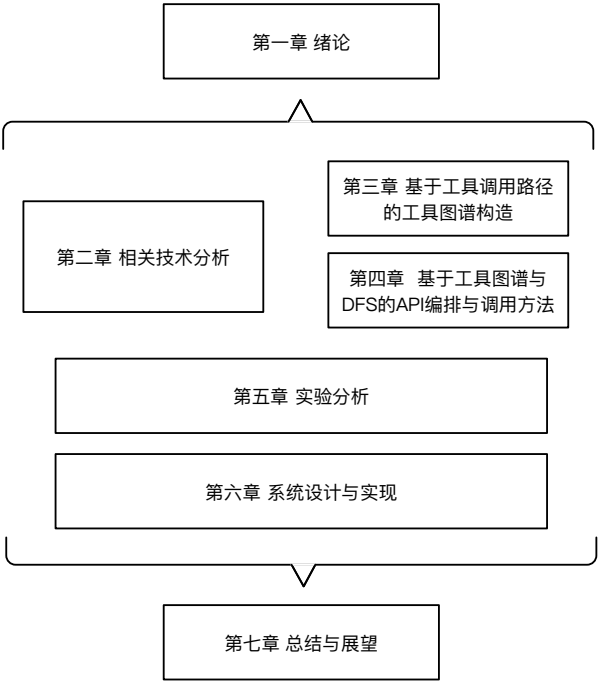 第一章 绪论
第二章 相关技术分析
第三章 基于工具调用路径
的工具图谱构造
第四章 基于工具图谱与
DFS的API编排与调用方法
第五章 实验分析
第六章 系统设计与实现
第七章 总结与展望